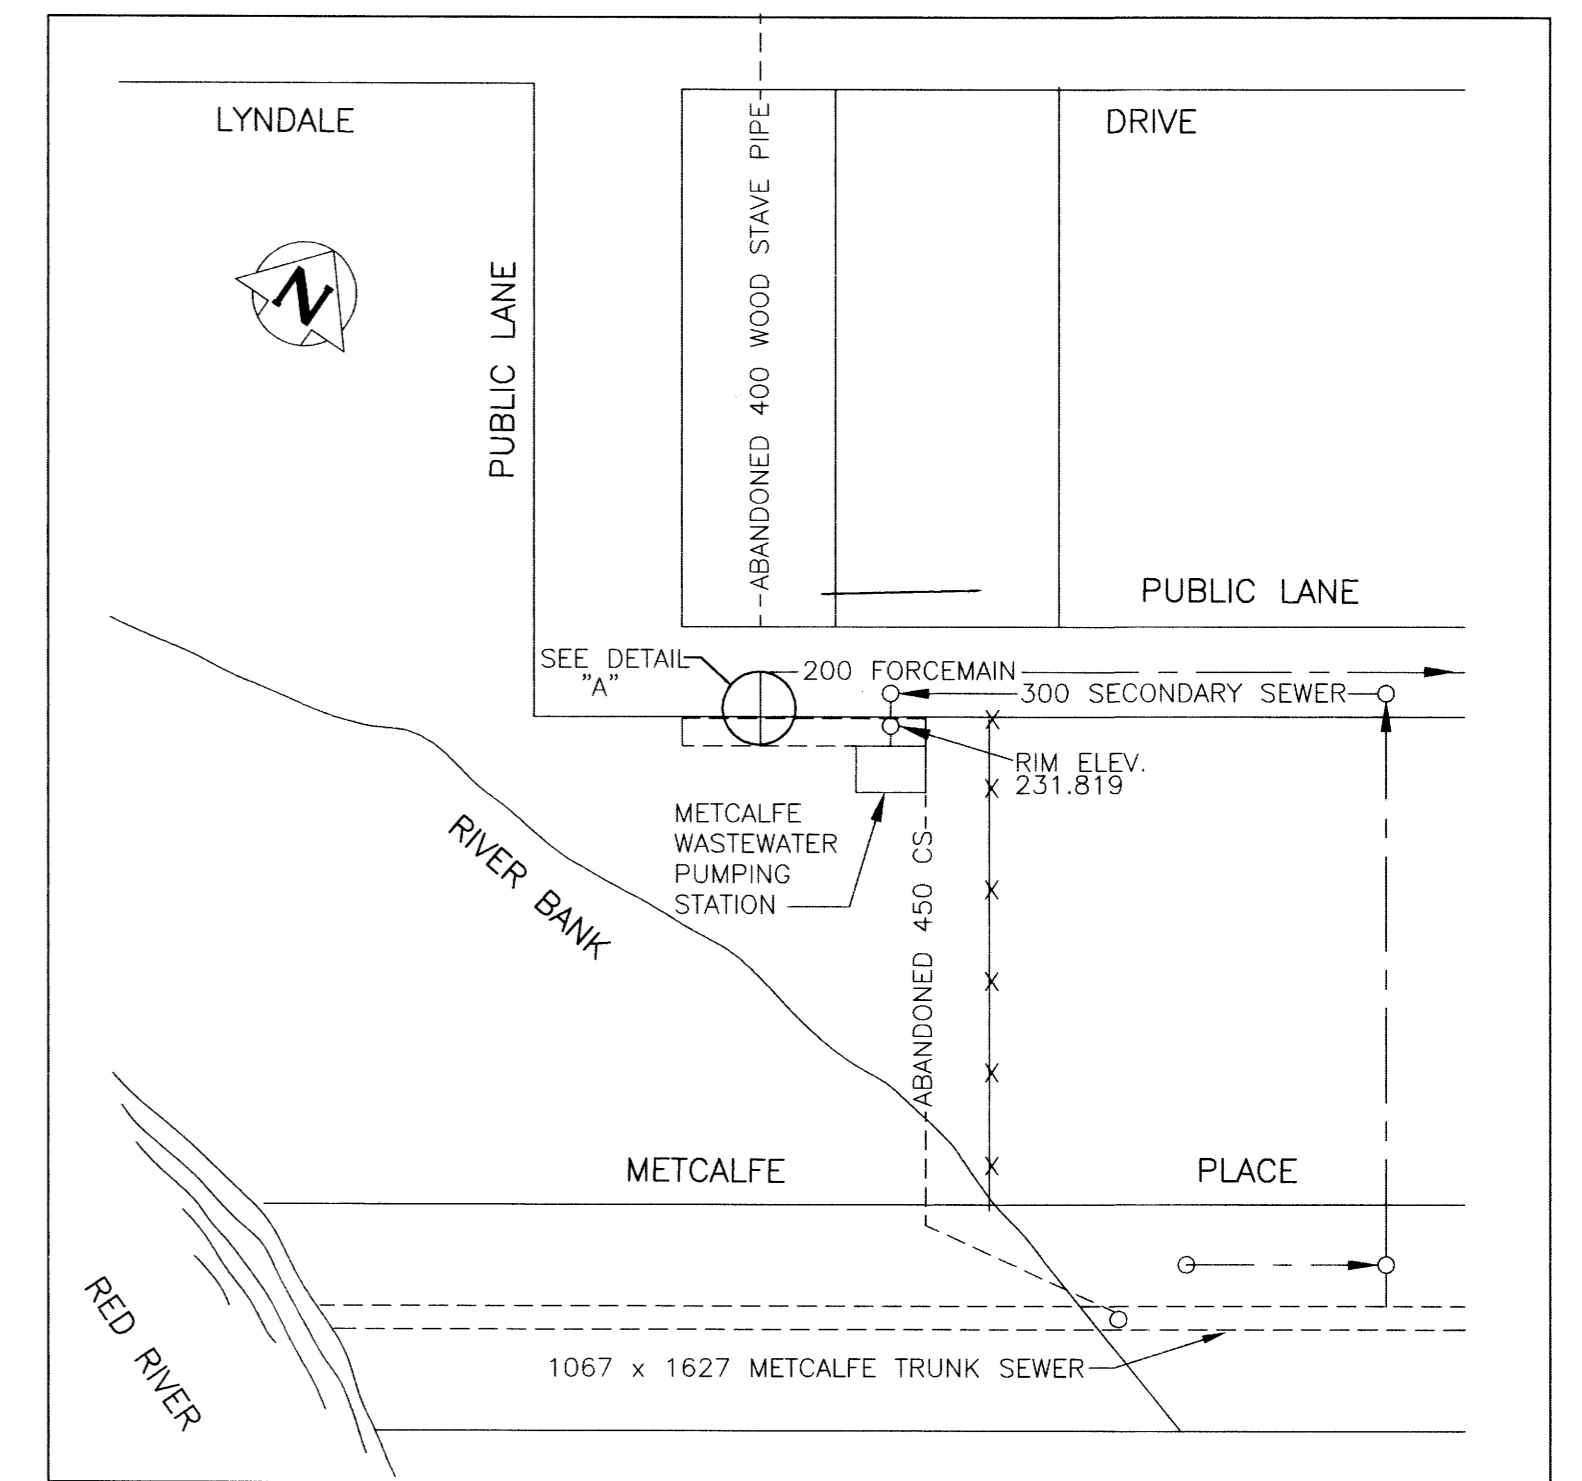 LYNDALE
DRIVE
N
PUBLIC LANE
ABANDONED 400 WOOD STAVE PIPE
PUBLIC LANE
SEE DETAIL
"A"
200 FORCEMAIN
300 SECONDARY SEWER
RIM ELEV.
231.819
METCALFE
WASTEWATER
PUMPING
STATION
RIVER BANK
ABANDONED 450 CS
METCALFE
PLACE
RED RIVER
1067 x 1627 METCALFE TRUNK SEWER